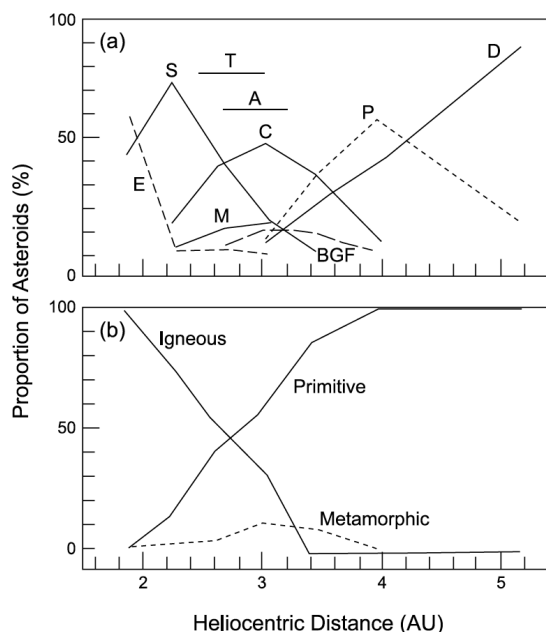 100
(a)
S
T
D
A
P
C
50
E
M
BGF
0
Proportion of Asteroids (%)
100
(b)
Igneous
Primitive
50
Metamorphic
0
2 3 4 5
Heliocentric Distance (AU)